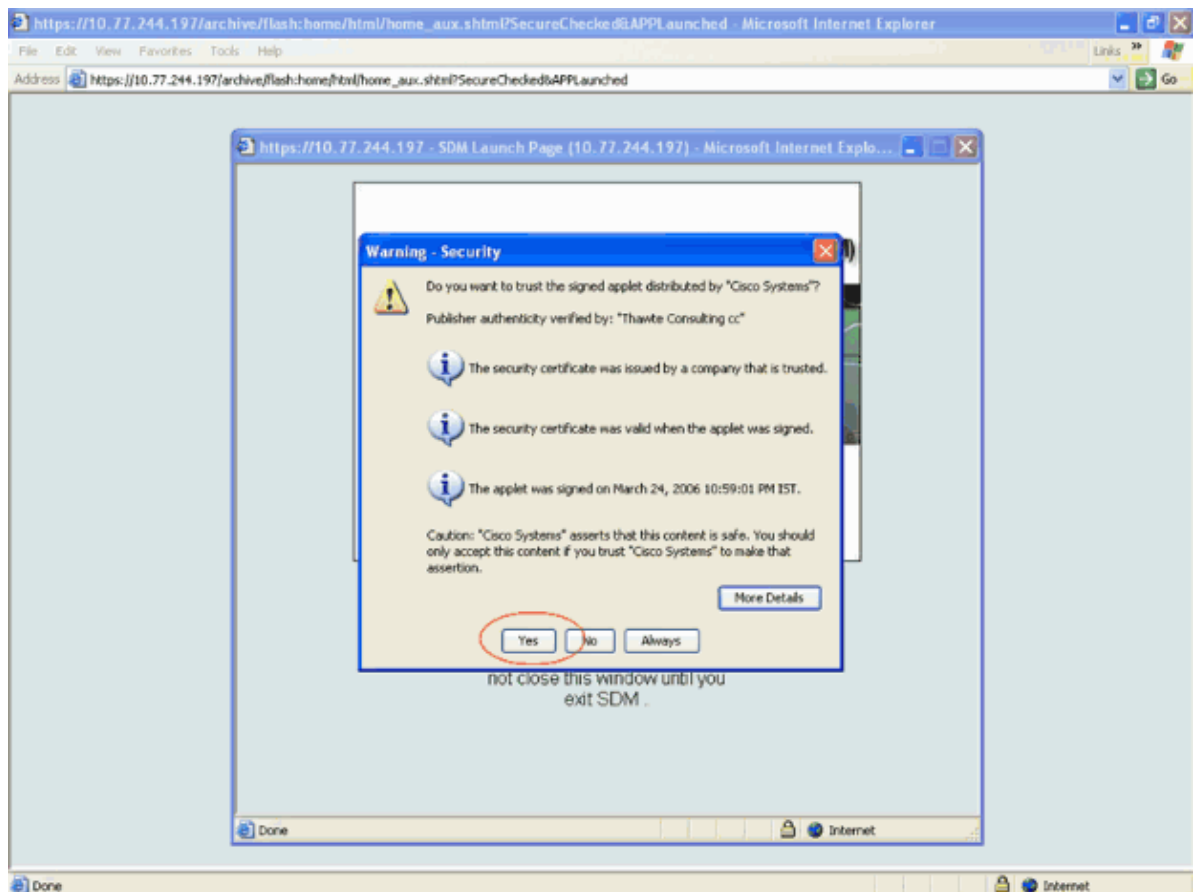 https://10.77.244.197/archive/flash:home/html/home_aux.shtml?SecureChecked&APPLaunched - Microsoft Internet Explorer
File Edit View Favorites Tools Help
Links »
Address https://10.77.244.197/archive/flash:home/html/home_aux.shtml?SecureChecked&APPLaunched
Go
https://10.77.244.197 - SDM Launch Page (10.77.244.197) - Microsoft Internet Explo...
Warning - Security
Do you want to trust the signed applet distributed by "Cisco Systems"?
Publisher authenticity verified by: "Thawte Consulting cc"
The security certificate was issued by a company that is trusted.
The security certificate was valid when the applet was signed.
The applet was signed on March 24, 2006 10:59:01 PM IST.
Caution: "Cisco Systems" asserts that this content is safe. You should
only accept this content if you trust "Cisco Systems" to make that
assertion.
More Details
Yes No Always
not close this window until you
exit SDM .
Done Internet
Done Internet